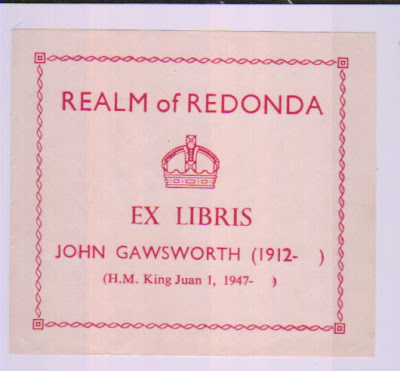 REALM of REDONDA
EX LIBRIS
JOHN GAWSWORTH (1912- )
(H.M. King Juan 1, 1947- )